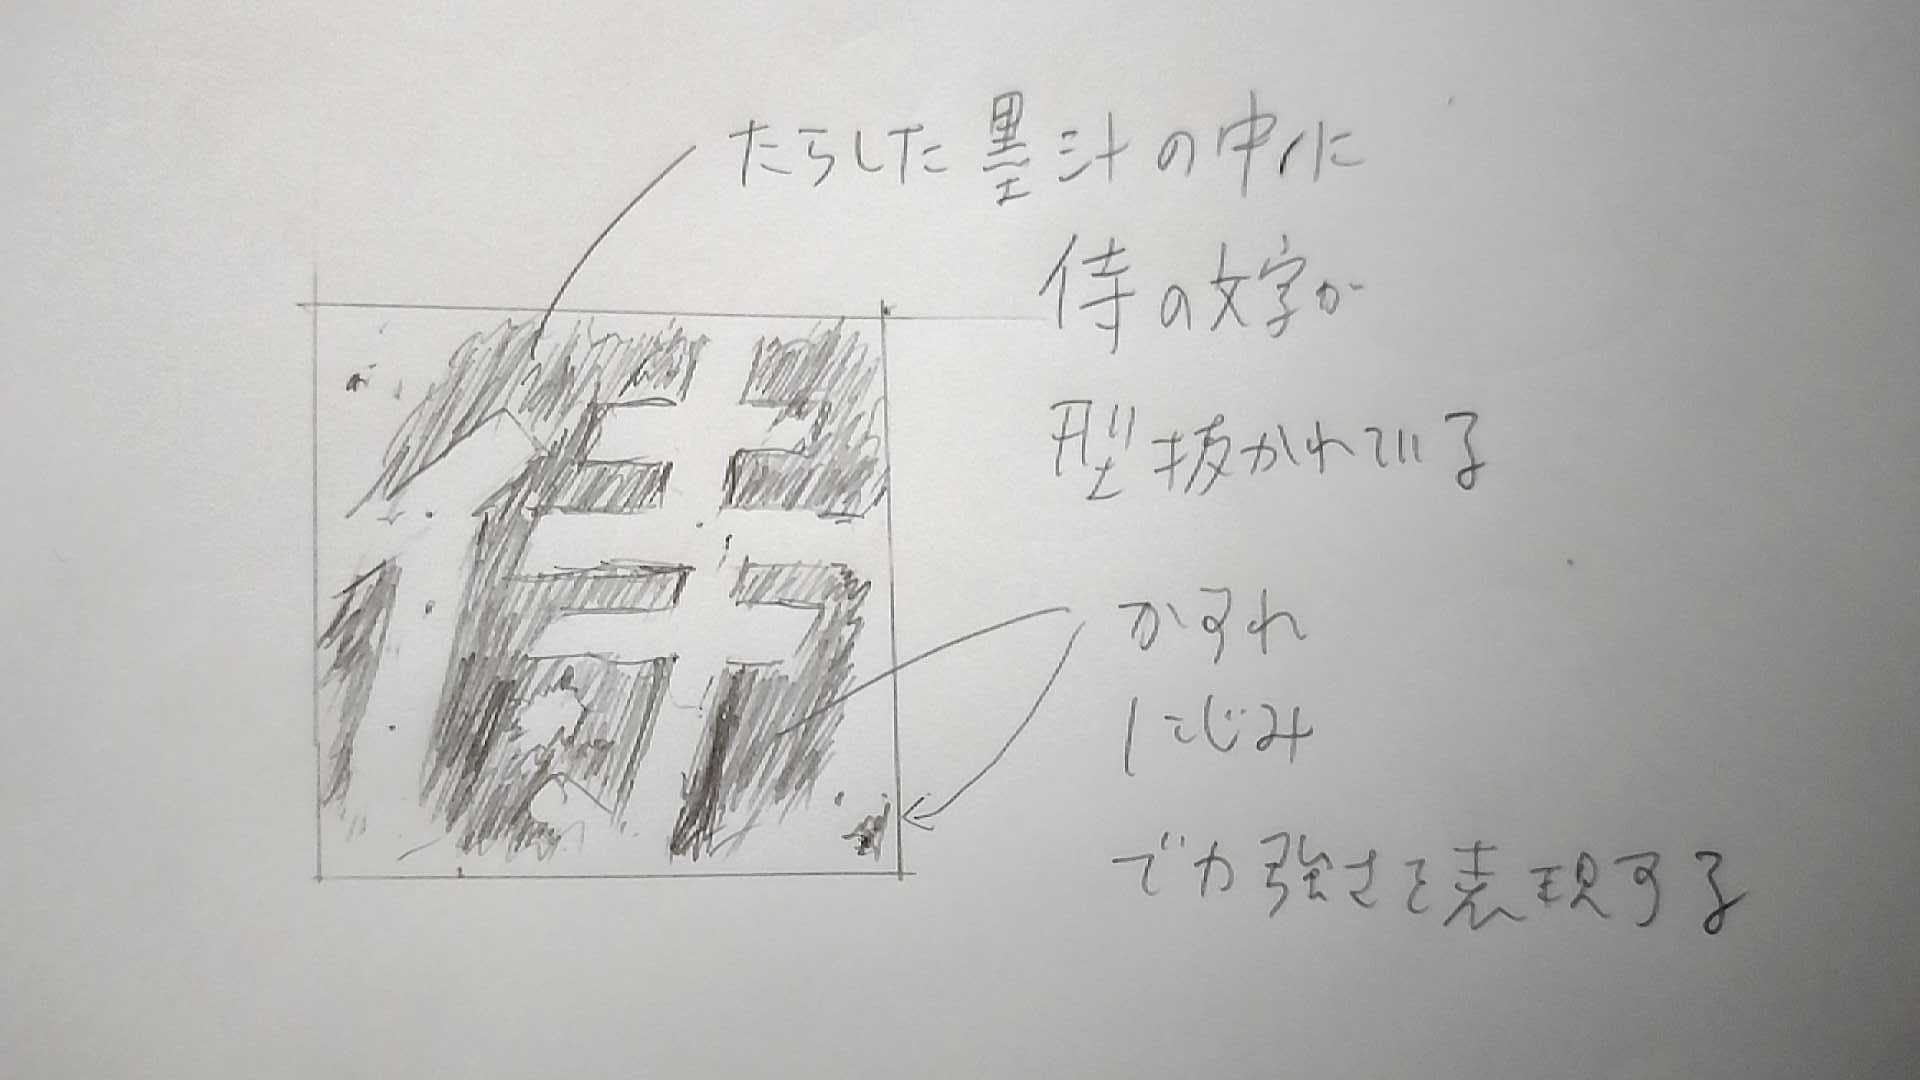 侍
たらした墨汁の中に
侍の文字が
型抜かれている
かすれ
にじみ
で力強さを表現する